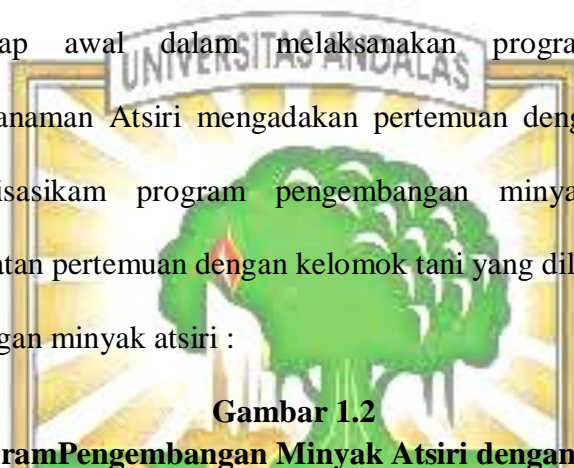 ap awal dalam melaksanakan progra
UNIVERSITAS ANDALAS
anaman Atsiri mengadakan pertemuan deng
isasikam program pengembangan minya
atan pertemuan dengan kelomok tani yang dil
gan minyak atsiri :
Gambar 1.2
ramPengembangan Minyak Atsiri dengan